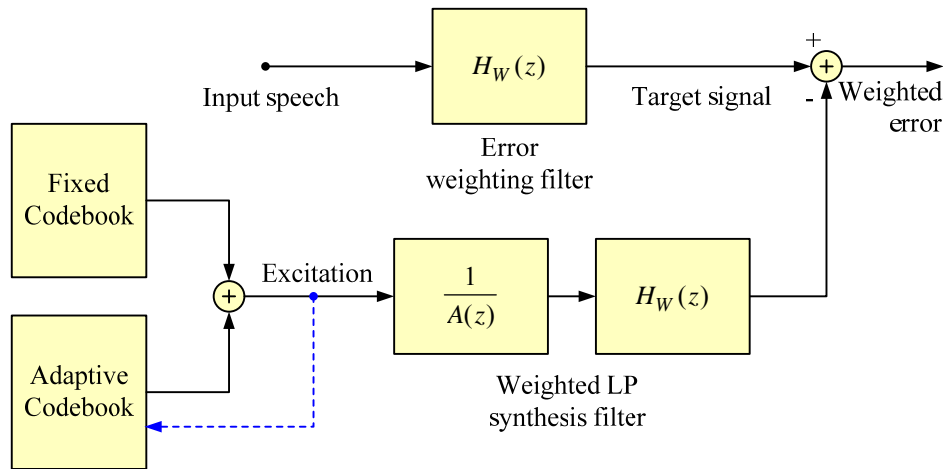 H_W(z)
+
+
Input speech
Target signal
-
Weighted
error
Error
weighting filter
Fixed
Codebook
Excitation
+
1
A(z)
H_W(z)
Adaptive
Codebook
Weighted LP
synthesis filter